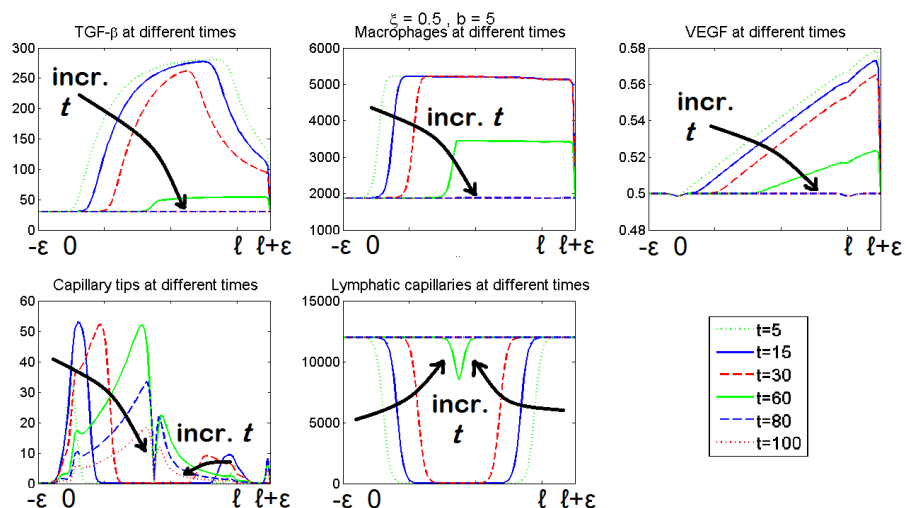 ξ = 0.5 , b = 5
TGF-β at different times
Macrophages at different times
VEGF at different times
300
250
200
150
100
50
0
incr.
t
-ε 0 ℓ ℓ+ε
6000
5000
4000
3000
2000
1000
incr. t
-ε 0 ℓ ℓ+ε
0.58
0.56
0.54
0.52
0.5
0.48
incr.
t
-ε 0 ℓ ℓ+ε
Capillary tips at different times
Lymphatic capillaries at different times
60
50
40
30
20
10
0
incr. t
incr. t
-ε 0 ℓ ℓ+ε
15000
10000
5000
0
incr.
t
-ε 0 ℓ ℓ+ε
t=5
t=15
t=30
t=60
t=80
t=100